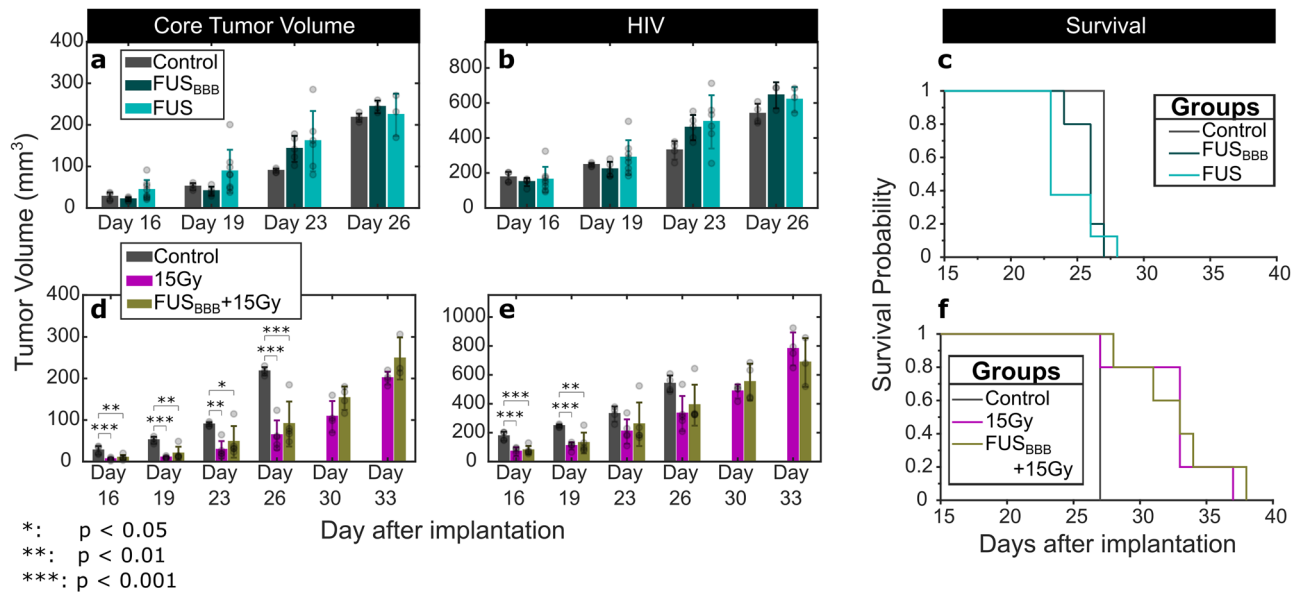 Core Tumor Volume
HIV
Survival
a
b
c
400
300
200
100
0
Control
FUSBBB
FUS
Day 16
Day 19
Day 23
Day 26
800
600
400
200
0
Day 16
Day 19
Day 23
Day 26
1
0.8
0.6
0.4
0.2
0
Groups
Control
FUSBBB
FUS
15
20
25
30
35
40
Tumor Volume (mm³)
Survival Probability
Control
15Gy
FUSBBB+15Gy
d
400
300
200
100
0
***
**
***
**
**
*
***
***
Day
16
Day
19
Day
23
Day
26
Day
30
Day
33
e
1000
800
600
400
200
0
***
***
***
**
Day
16
Day
19
Day
23
Day
26
Day
30
Day
33
Day after implantation
f
1
0.8
0.6
0.4
0.2
0
Groups
Control
15Gy
FUSBBB
+15Gy
15
20
25
30
35
40
Days after implantation
*: p < 0.05
**: p < 0.01
***: p < 0.001